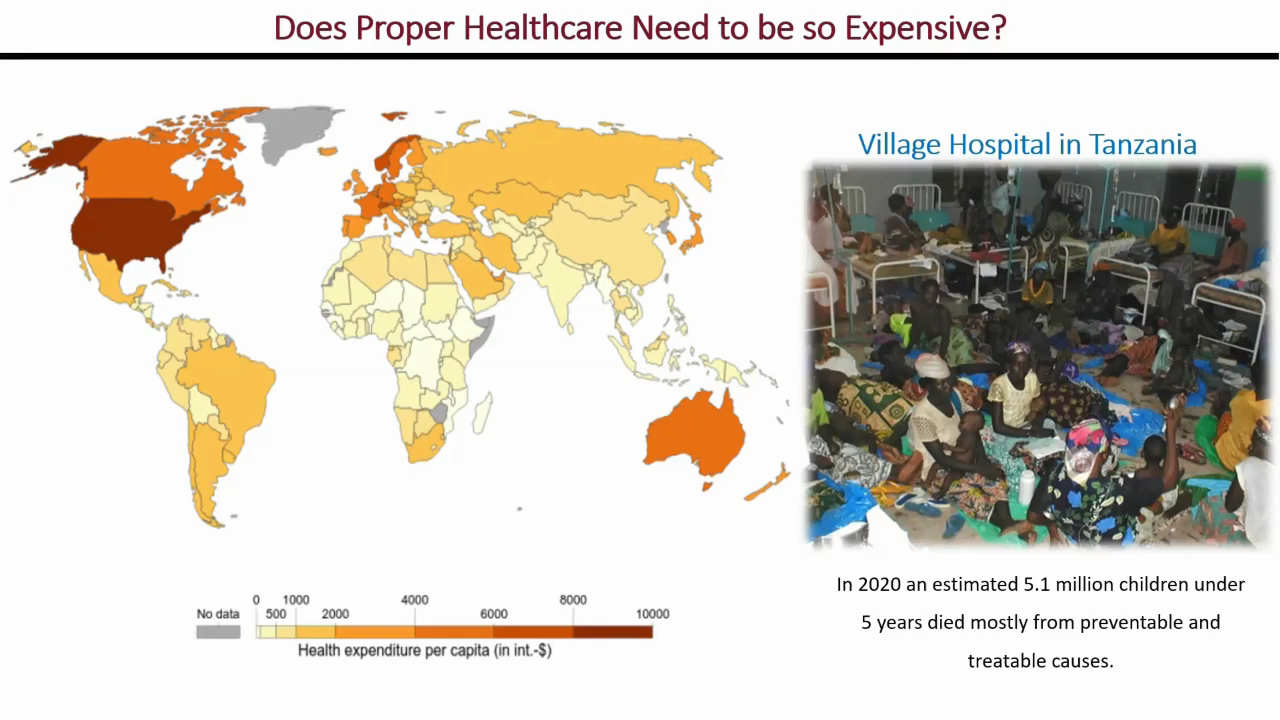 Does Proper Healthcare Need to be so Expensive?
Village Hospital in Tanzania
In 2020 an estimated 5.1 million children under
5 years died mostly from preventable and
treatable causes.
0 1000 4000 8000
No data 500 2000 6000 10000
Health expenditure per capita (in int.-$)